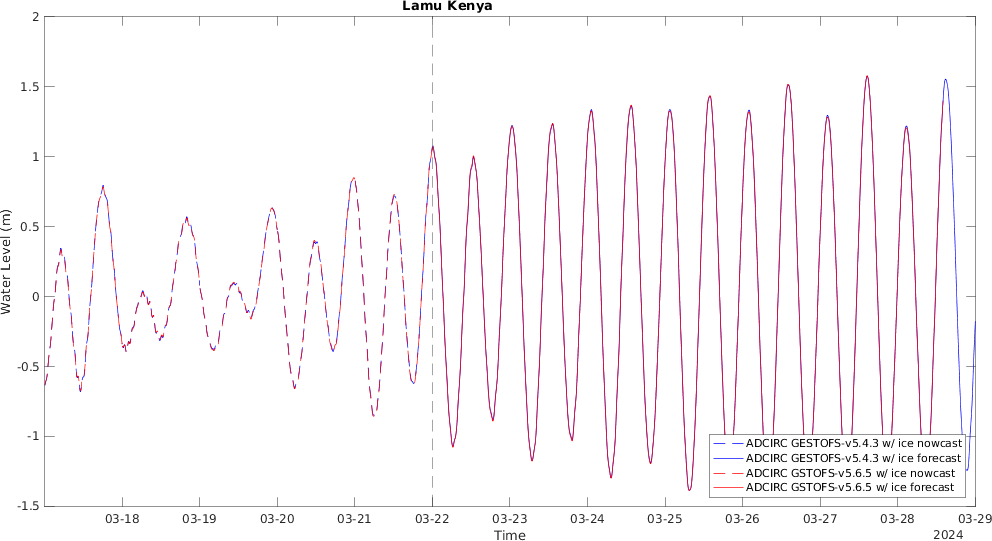 Lamu Kenya
2
1.5
1
0.5
0
-0.5
-1
-1.5
Water Level (m)
ADCIRC GESTOFS-v5.4.3 w/ ice nowcast
ADCIRC GESTOFS-v5.4.3 w/ ice forecast
ADCIRC GSTOFS-v5.6.5 w/ ice nowcast
ADCIRC GSTOFS-v5.6.5 w/ ice forecast
03-18 03-19 03-20 03-21 03-22 03-23 03-24 03-25 03-26 03-27 03-28 03-29
Time
2024